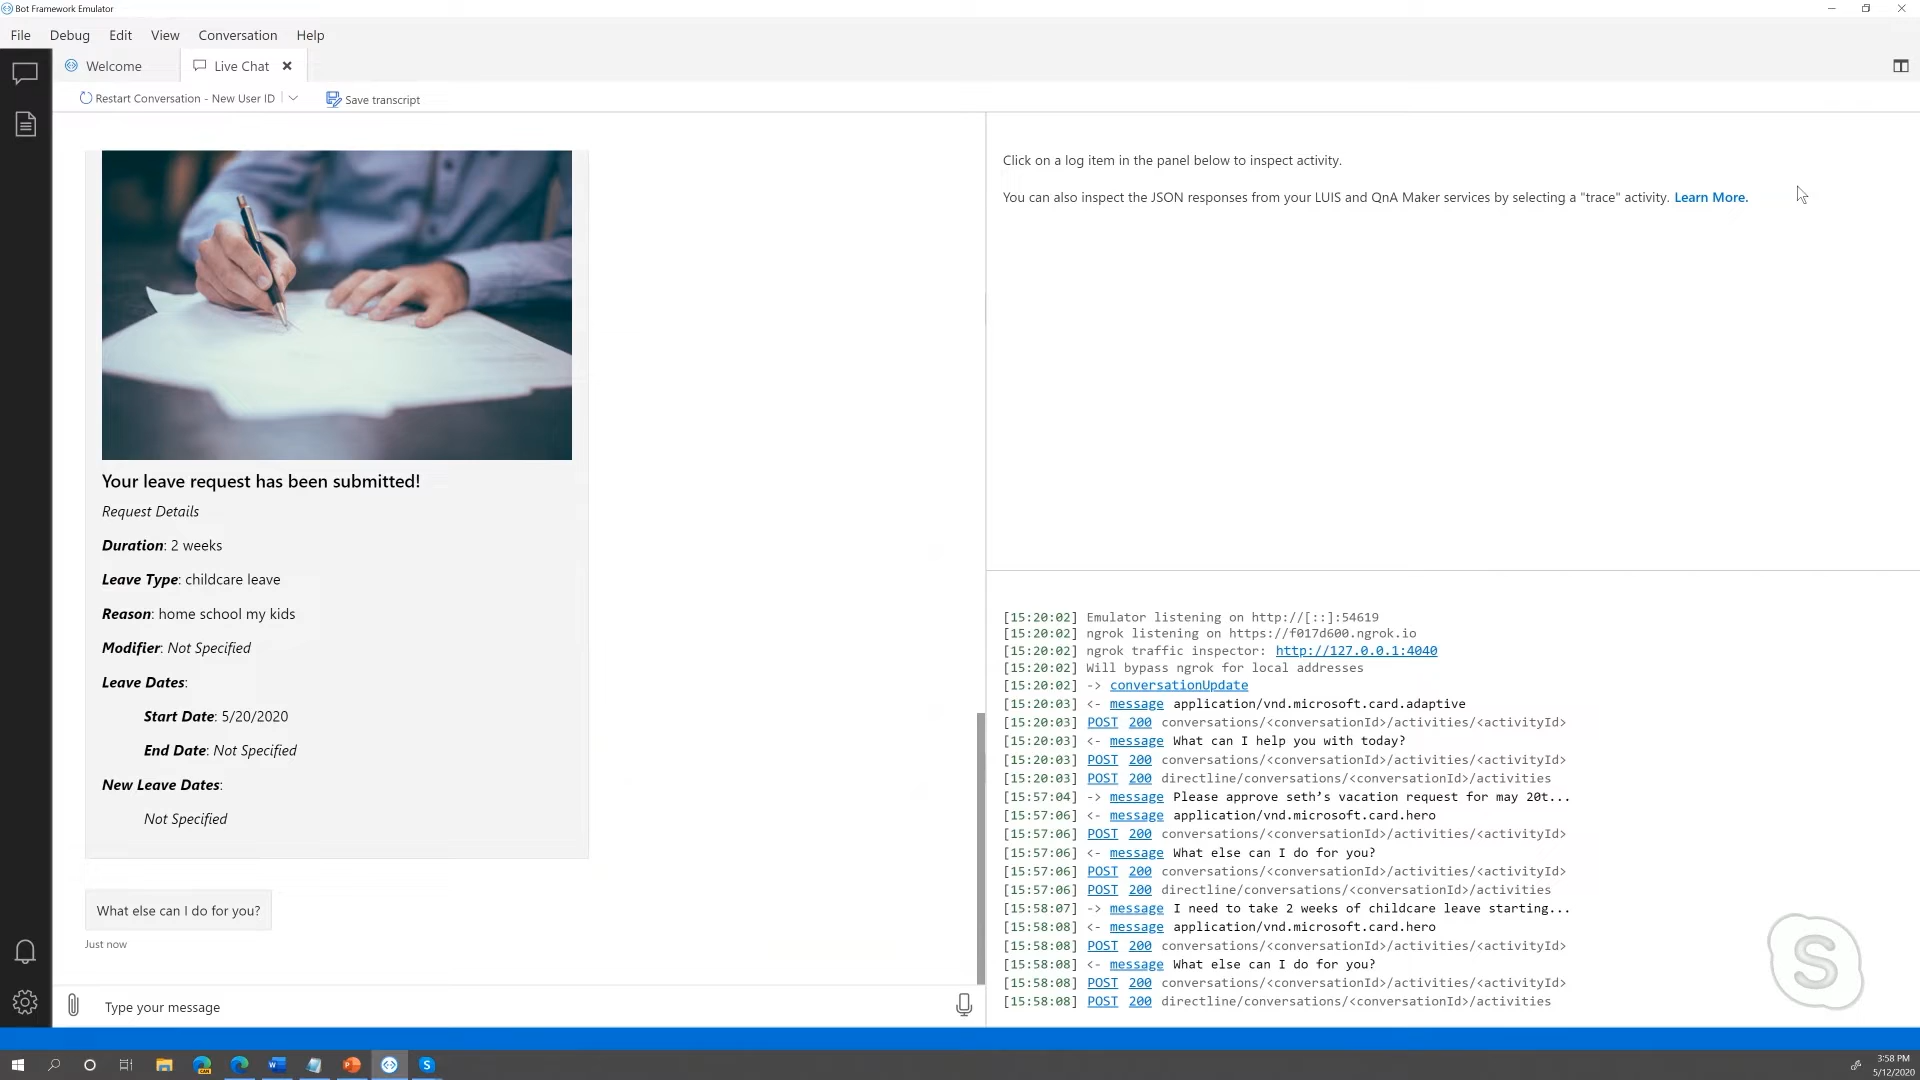 Bot Framework Emulator
File Debug Edit View Conversation Help
Welcome Live Chat
Restart Conversation - New User ID Save transcript
Your leave request has been submitted!
Request Details
Duration: 2 weeks
Leave Type: childcare leave
Reason: home school my kids
Modifier: Not Specified
Leave Dates:
Start Date: 5/20/2020
End Date: Not Specified
New Leave Dates:
Not Specified
What else can I do for you?
Just now
Type your message
Click on a log item in the panel below to inspect activity.
You can also inspect the JSON responses from your LUIS and QnA Maker services by selecting a "trace" activity. Learn More.
[15:20:02] Emulator listening on http://[::]:54619
[15:20:02] ngrok listening on https://f017d600.ngrok.io
[15:20:02] ngrok traffic inspector: http://127.0.0.1:4040
[15:20:02] Will bypass ngrok for local addresses
[15:20:02] -> conversationUpdate
[15:20:03] <- message application/vnd.microsoft.card.adaptive
[15:20:03] POST 200 conversations/<conversationId>/activities/<activityId>
[15:20:03] <- message What can I help you with today?
[15:20:03] POST 200 conversations/<conversationId>/activities/<activityId>
[15:20:03] POST 200 directline/conversations/<conversationId>/activities
[15:57:04] -> message Please approve seth’s vacation request for may 20t...
[15:57:06] <- message application/vnd.microsoft.card.hero
[15:57:06] POST 200 conversations/<conversationId>/activities/<activityId>
[15:57:06] <- message What else can I do for you?
[15:57:06] POST 200 conversations/<conversationId>/activities/<activityId>
[15:57:06] POST 200 directline/conversations/<conversationId>/activities
[15:58:07] -> message I need to take 2 weeks of childcare leave starting...
[15:58:08] <- message application/vnd.microsoft.card.hero
[15:58:08] POST 200 conversations/<conversationId>/activities/<activityId>
[15:58:08] <- message What else can I do for you?
[15:58:08] POST 200 conversations/<conversationId>/activities/<activityId>
[15:58:08] POST 200 directline/conversations/<conversationId>/activities
3:58 PM
5/12/2020